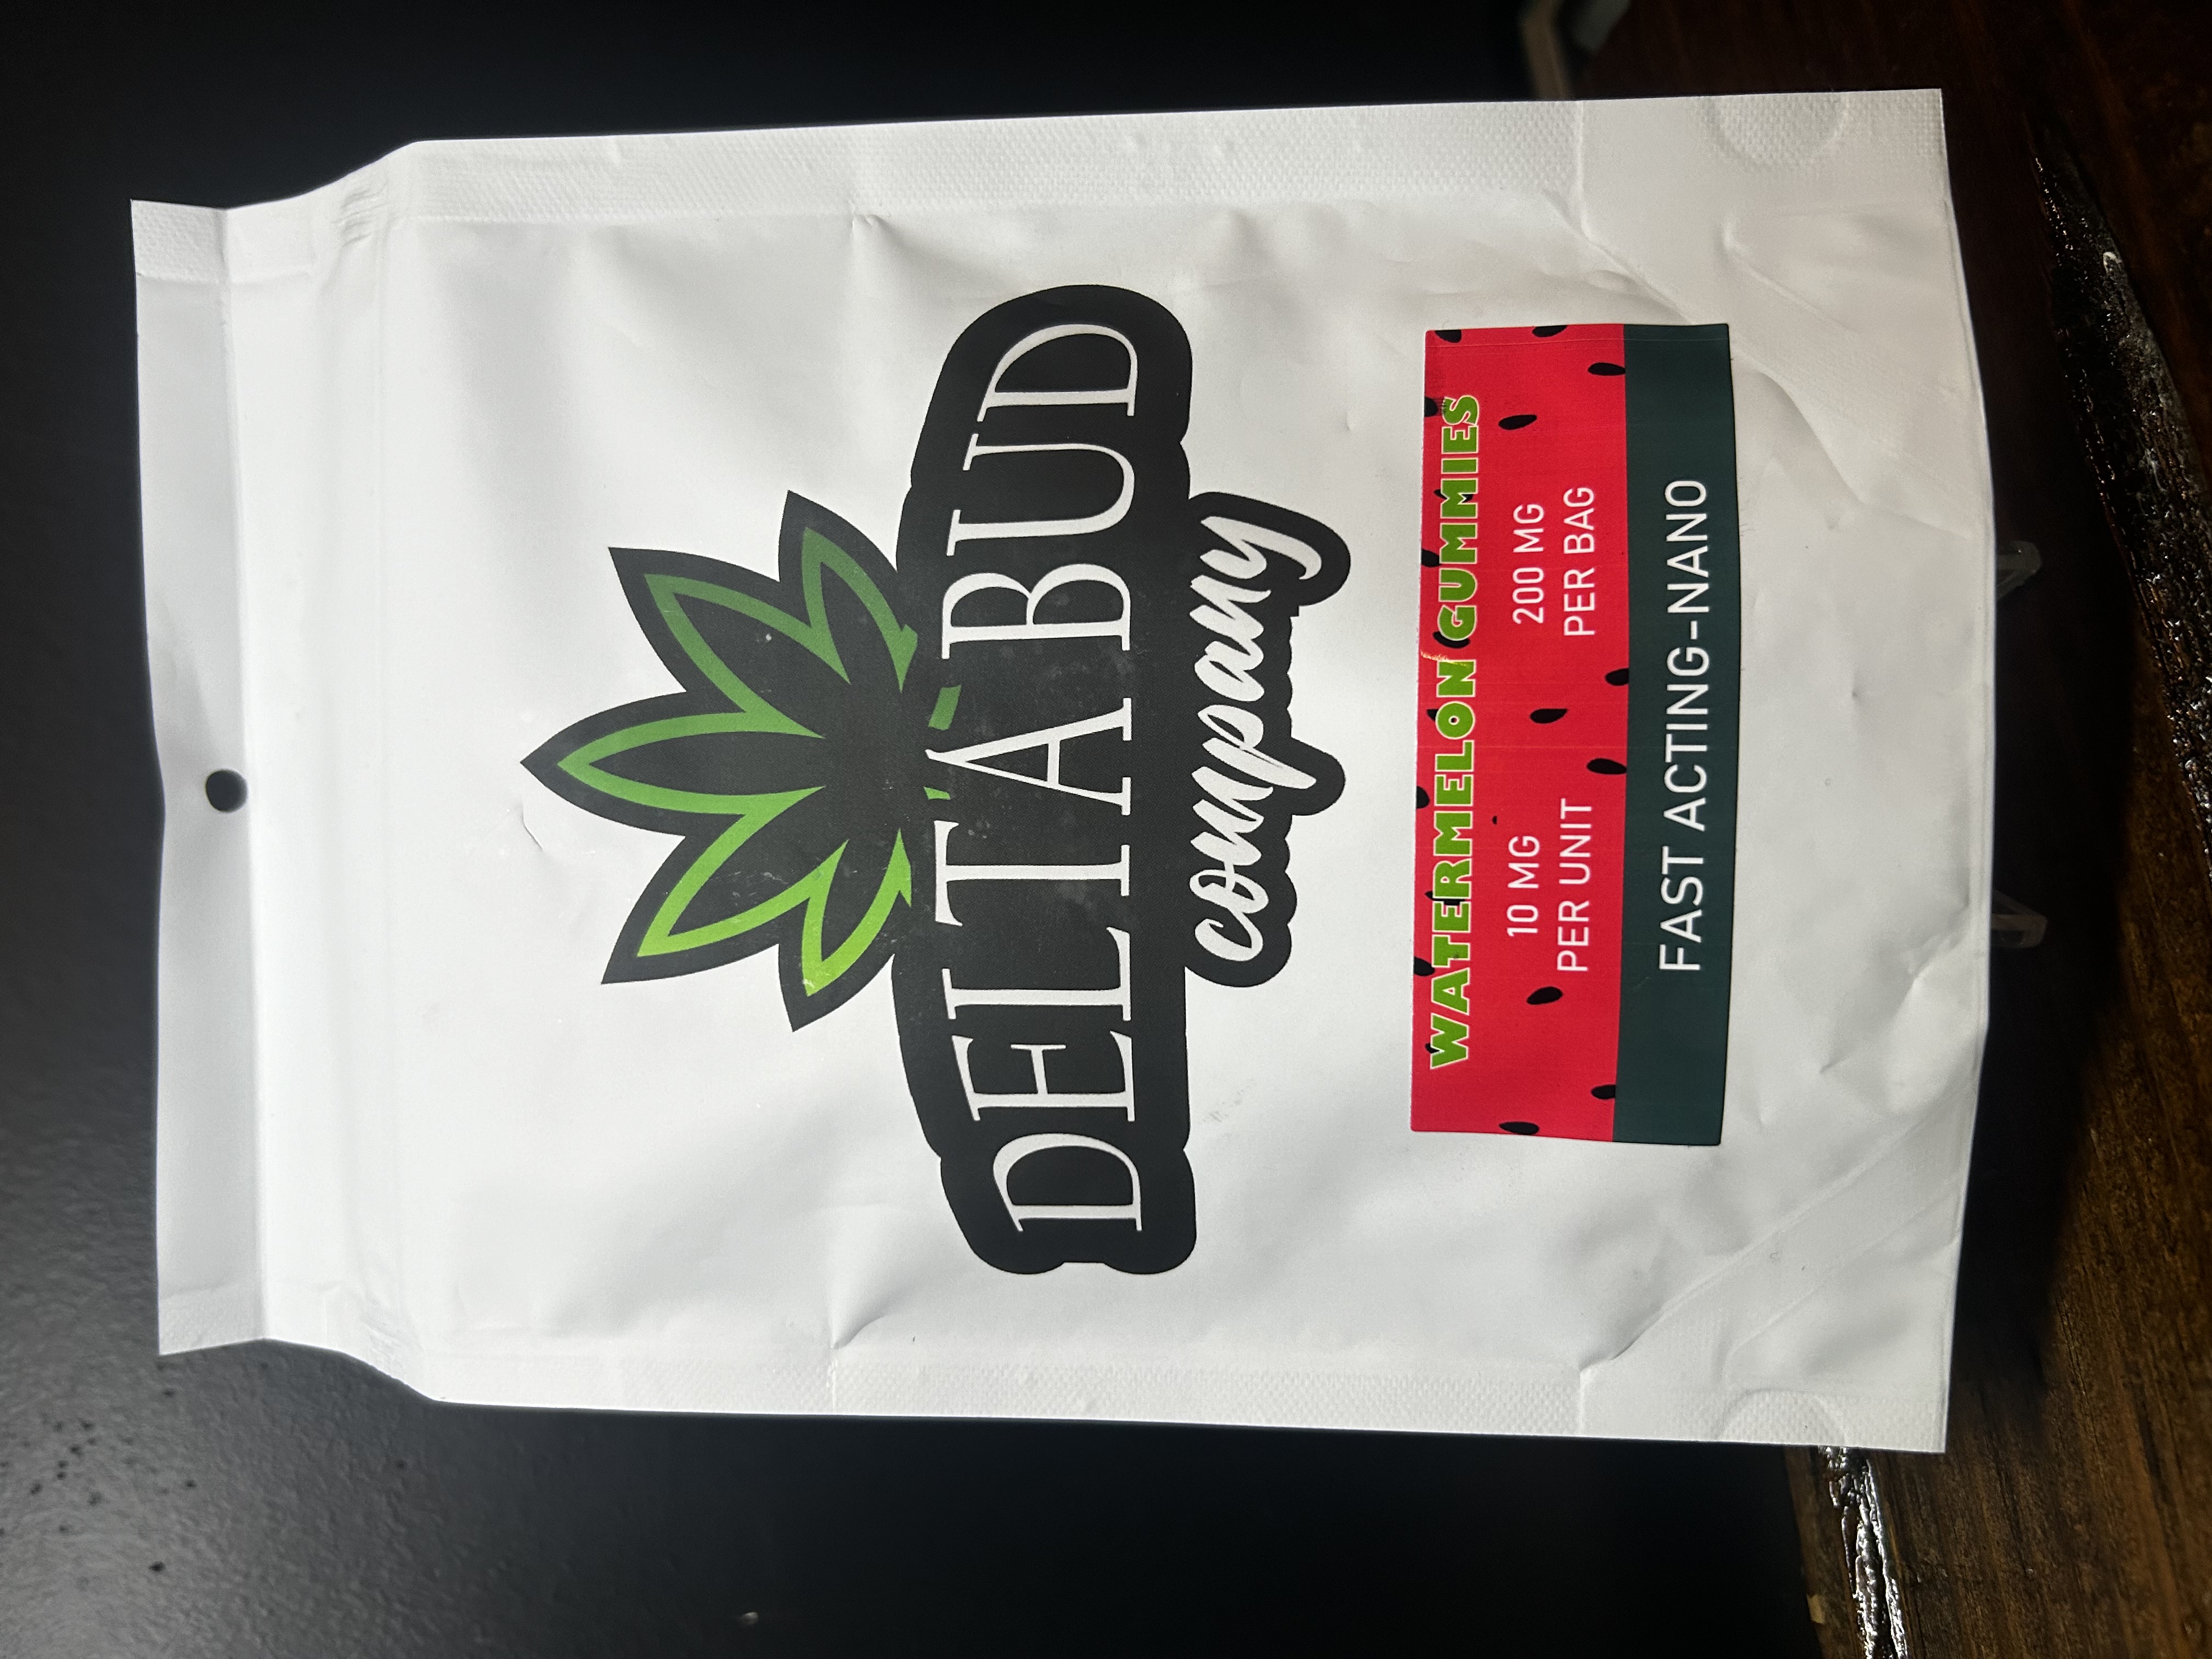 DELTA BUD
company
WATERMELON GUMMIES
10 MG
PER UNIT
200 MG
PER BAG
FAST ACTING-NANO